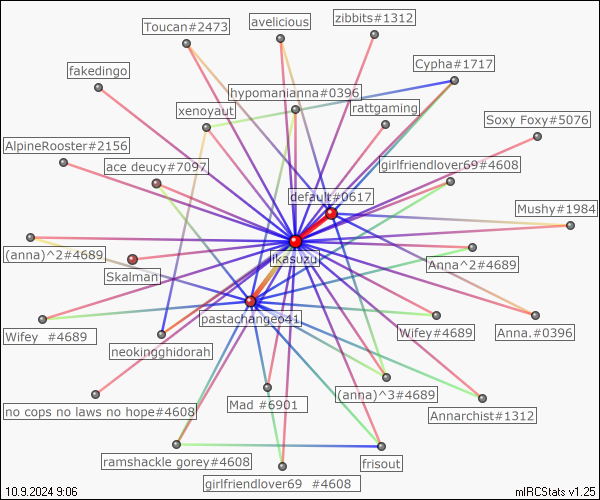 zibbits#1312
avelicious
Toucan#2473
Cypha#1717
fakedingo
hypomanianna#0396
rattgaming
xenoyaut
Soxy Foxy#5076
AlpineRooster#2156
ace deucy#7097
girlfriendlover69#4608
default#0617
Mushy#1984
(anna)^2#4689
ikasuzu
Anna^2#4689
Skalman
pastachange041
Wifey  #4689
Wifey#4689
Anna.#0396
neokingghidorah
(anna)^3#4689
no cops no laws no hope#4608
Mad #6901
Annarchist#1312
ramshackle gorey#4608
frisout
girlfriendlover69  #4608
10.9.2024 9:06
mIRCStats v1.25